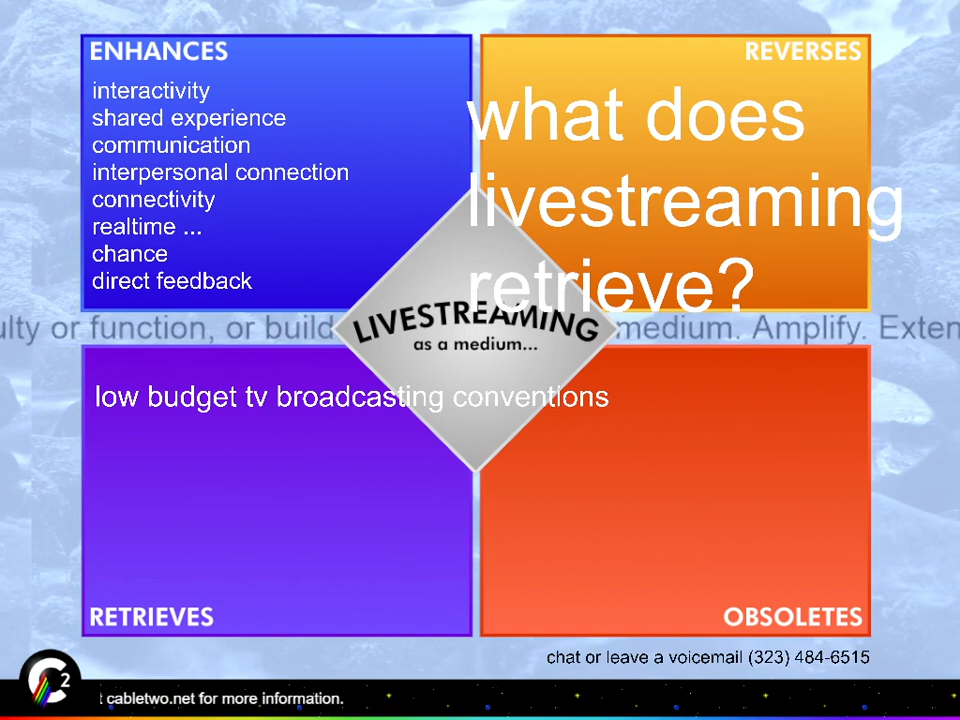 ENHANCES
REVERSES
interactivity
shared experience
communication
interpersonal connection
connectivity
realtime ...
chance
direct feedback
what does
livestreaming
retrieve?
ulty or function, or build medium. Amplify. Exten
LIVESTREAMING
as a medium...
low budget tv broadcasting conventions
RETRIEVES
OBSOLETES
chat or leave a voicemail (323) 484-6515
C2
t cabletwo.net for more information.